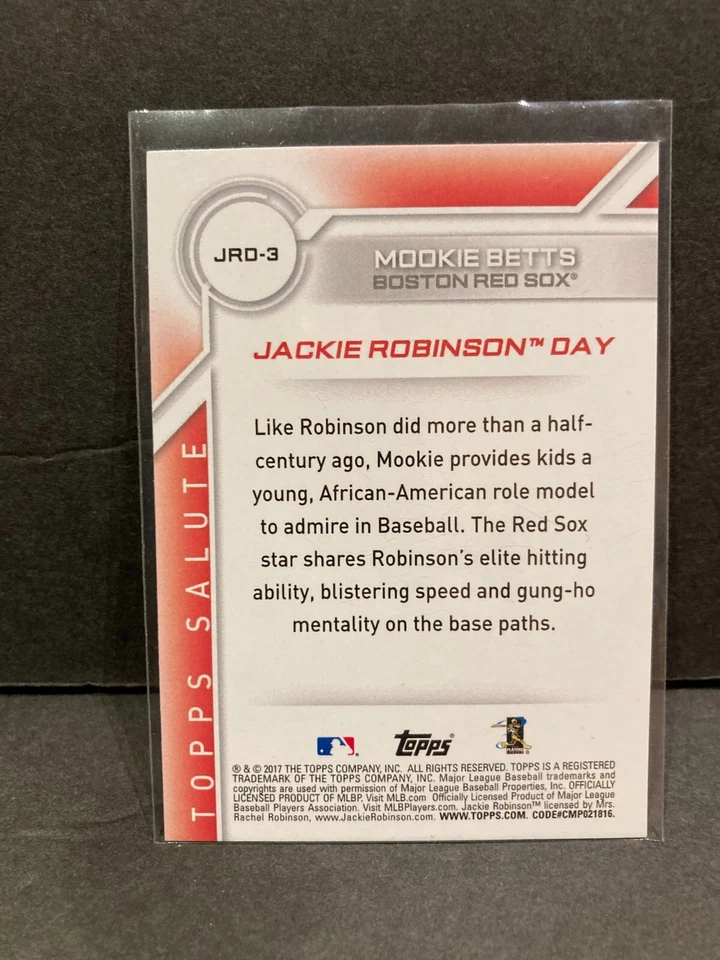 JRD-3
MOOKIE BETTS
BOSTON RED SOX®
JACKIE ROBINSON™ DAY
Like Robinson did more than a half-
century ago, Mookie provides kids a
young, African-American role model
to admire in Baseball. The Red Sox
star shares Robinson's elite hitting
ability, blistering speed and gung-ho
mentality on the base paths.
TOPPS SALUTE
topps®
PLAYERS
® & © 2017 THE TOPPS COMPANY, INC. ALL RIGHTS RESERVED. TOPPS IS A REGISTERED
TRADEMARK OF THE TOPPS COMPANY, INC. Major League Baseball trademarks and
copyrights are used with permission of Major League Baseball Properties, Inc. OFFICIALLY
LICENSED PRODUCT OF MLBP. Visit MLB.com Officially Licensed Product of Major League
Baseball Players Association. Visit MLBPlayers.com. Jackie Robinson™ licensed by Mrs.
Rachel Robinson, www.JackieRobinson.com. WWW.TOPPS.COM. CODE#CMP021816.